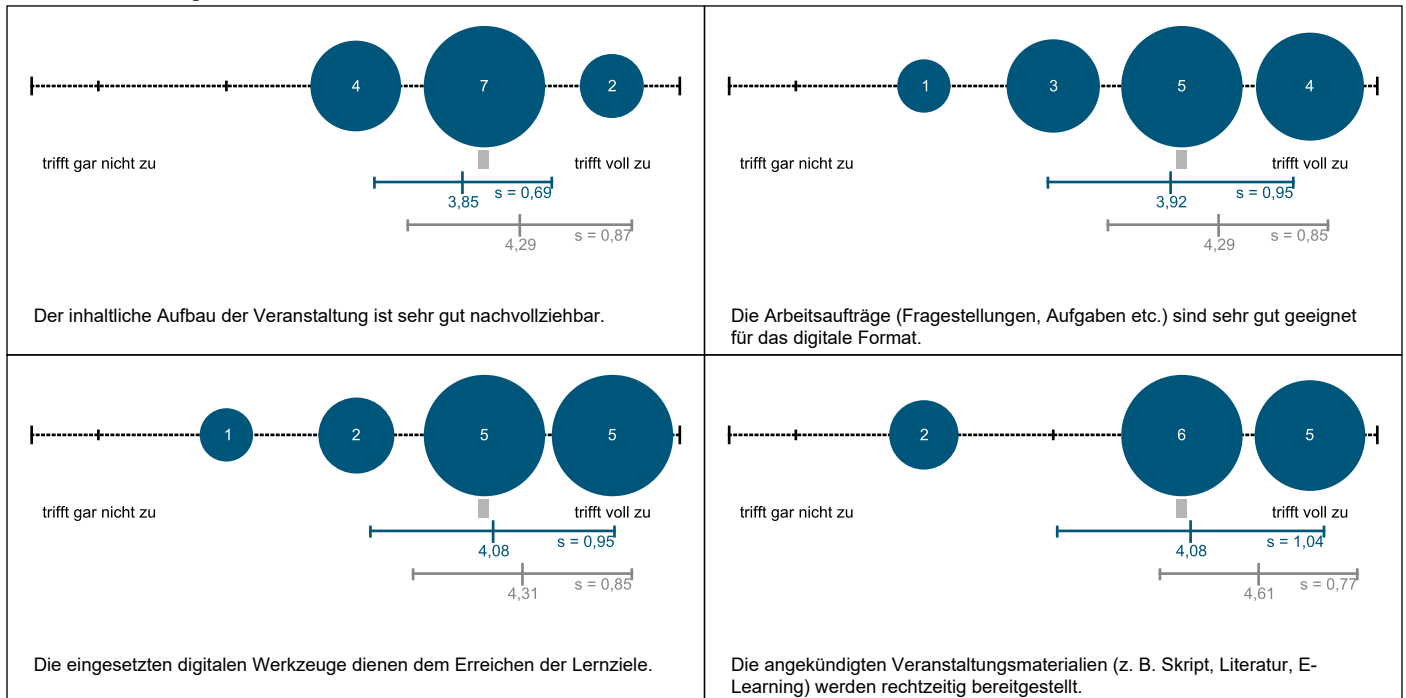 4
7
2
trifft gar nicht zu
trifft voll zu
s = 0,69
3,85
s = 0,87
4,29
Der inhaltliche Aufbau der Veranstaltung ist sehr gut nachvollziehbar.
1
3
5
4
trifft gar nicht zu
trifft voll zu
s = 0,95
3,92
s = 0,85
4,29
Die Arbeitsaufträge (Fragestellungen, Aufgaben etc.) sind sehr gut geeignet
für das digitale Format.
1
2
5
5
trifft gar nicht zu
trifft voll zu
s = 0,95
4,08
s = 0,85
4,31
Die eingesetzten digitalen Werkzeuge dienen dem Erreichen der Lernziele.
2
6
5
trifft gar nicht zu
trifft voll zu
s = 1,04
4,08
s = 0,77
4,61
Die angekündigten Veranstaltungsmaterialien (z. B. Skript, Literatur, E-
Learning) werden rechtzeitig bereitgestellt.